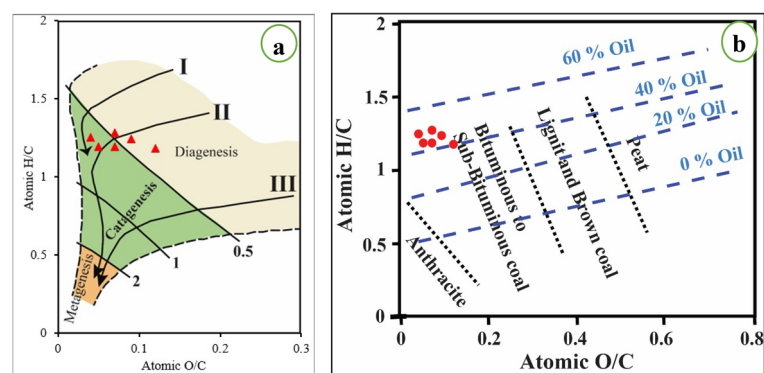 a
2
1.5
1
0.5
0
Atomic H/C
I
II
III
Diagenesis
Catagenesis
Metagenesis
0.5
1
2
0
0.1
0.2
0.3
Atomic O/C
b
2
1.5
1
0.5
0
Atomic H/C
60 % Oil
40 % Oil
20 % Oil
0 % Oil
Anthracite
Bituminous to
Sub-Bituminous coal
Lignit and Brown coal
Peat
0
0.2
0.4
0.6
0.8
Atomic O/C